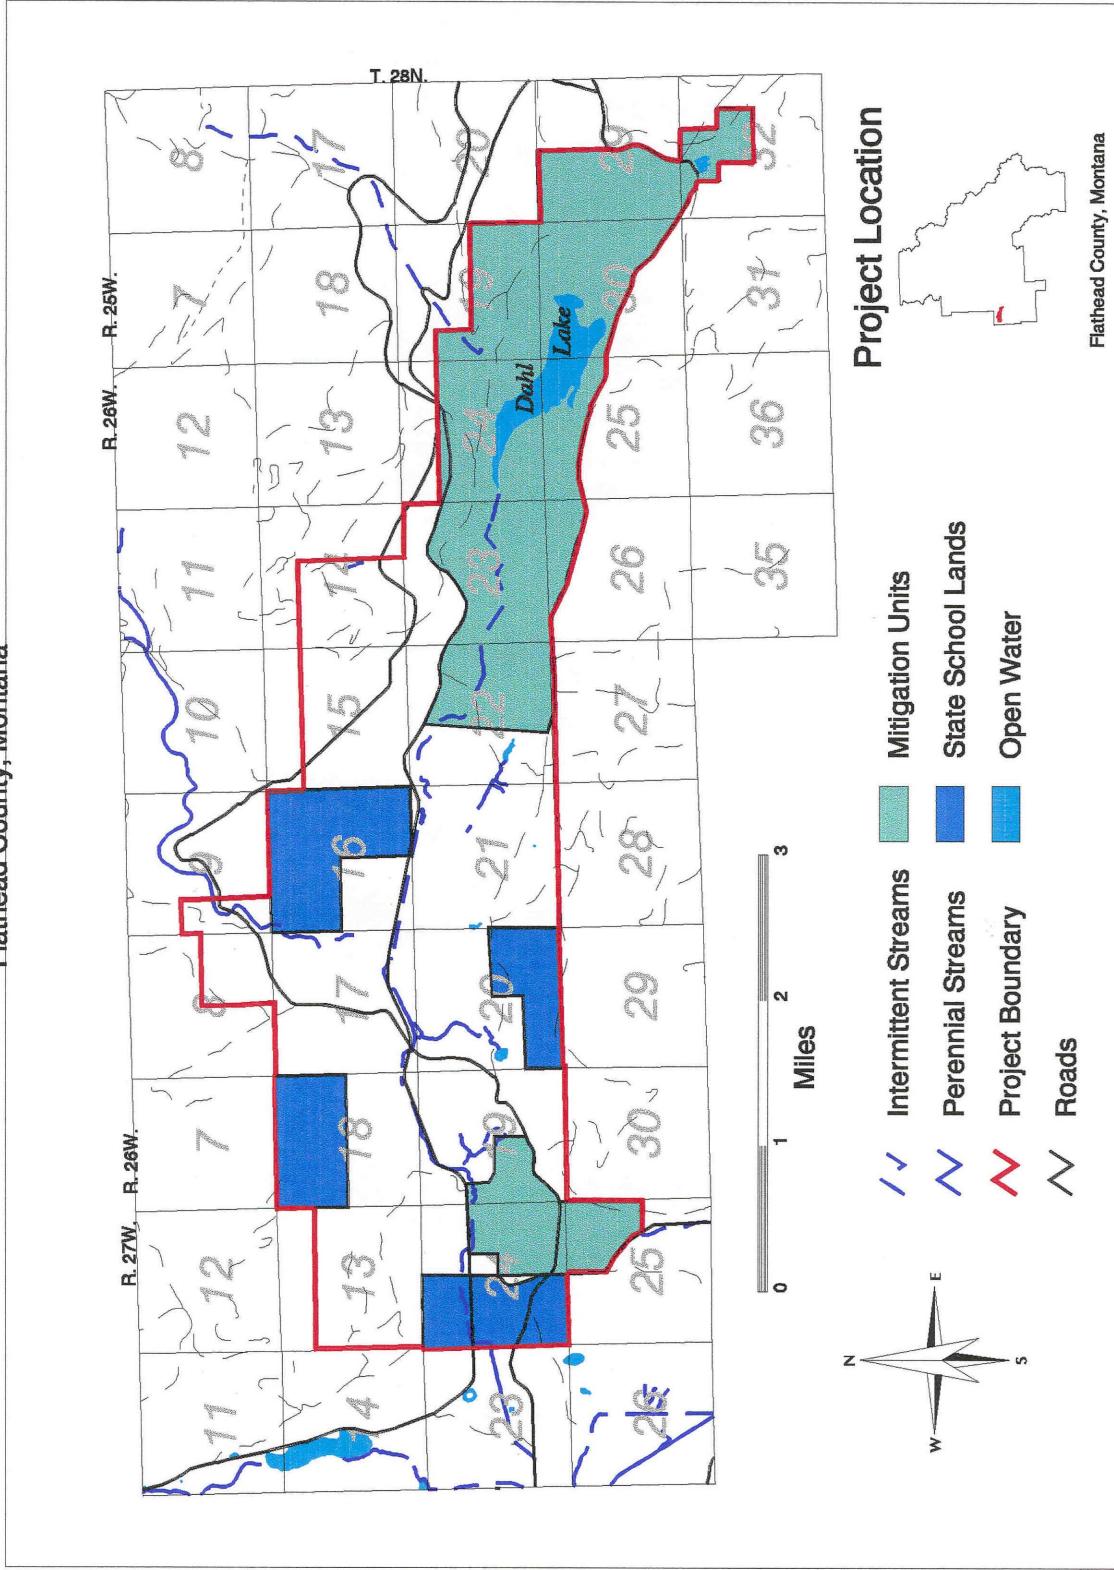 Flathead County, Montana
R. 27W. R. 26W.
R. 26W. R. 25W.
T. 28N.
11 12 7 8 9 10 11 12 7 8
14 13 18 17 16 15 14 13 18 17
23 24 19 20 21 22 23 24 19 20
Dahl
Lake
26 25 30 29 28 27 26 25 30 29
35 36 31 32
0 1 2 3
Miles
N
W E
S
Intermittent Streams
Perennial Streams
Project Boundary
Roads
Mitigation Units
State School Lands
Open Water
Project Location
Flathead County, Montana